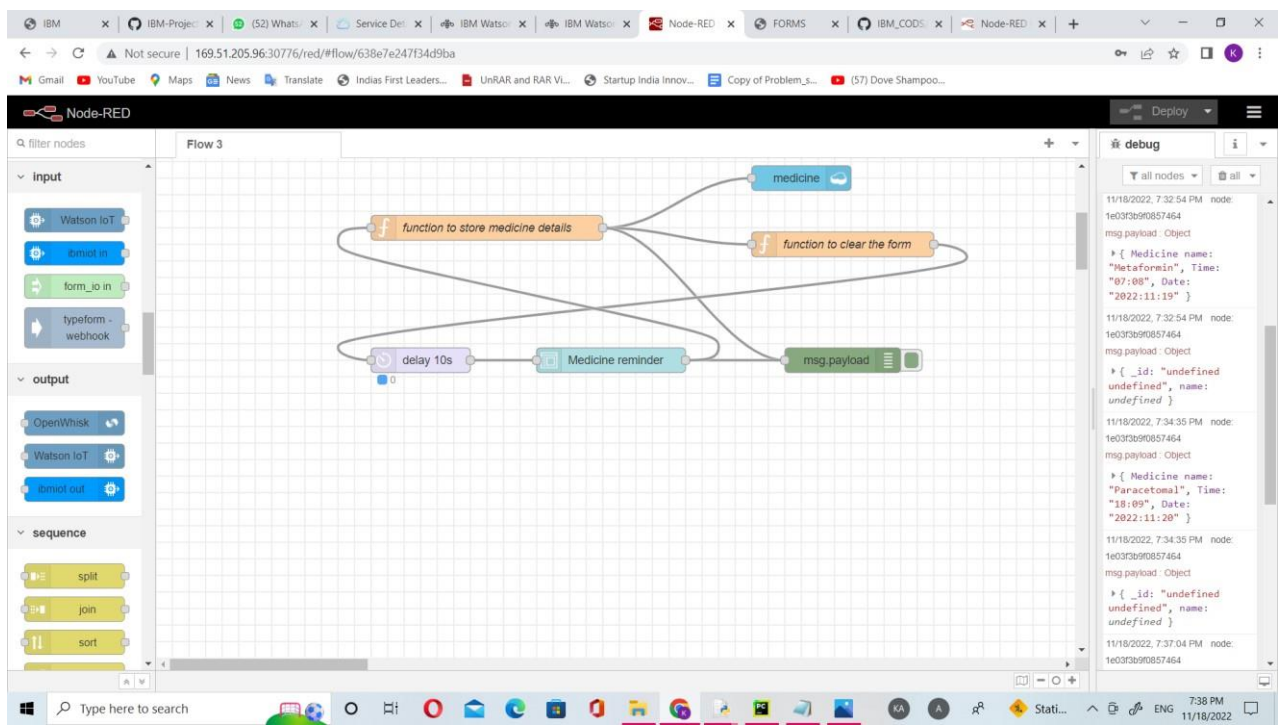 IBM
IBM-Project
(52) Whats
Service Det
IBM Watso
IBM Watso
Node-RED
FORMS
IBM_CODS
Node-RED
Not secure | 169.51.205.96:30776/red/#flow/638e7e247f34d9ba
K
Gmail
YouTube
Maps
News
Translate
Indias First Leaders...
UnRAR and RAR Vi...
Startup India Innov...
Copy of Problem_s...
(57) Dove Shampoo...
Node-RED
Deploy
filter nodes
Flow 3
debug
i
all nodes
all
input
Watson IoT
ibmiot in
form_io in
typeform -
webhook
output
OpenWhisk
Watson IoT
ibmiot out
sequence
split
join
sort
medicine
function to store medicine details
function to clear the form
delay 10s
0
Medicine reminder
msg.payload
11/18/2022, 7:32:54 PM node:
1e03f3b9f0857464
msg.payload : Object
{ Medicine name:
"Metaformin", Time:
"07:08", Date:
"2022:11:19" }
11/18/2022, 7:32:54 PM node:
1e03f3b9f0857464
msg.payload : Object
{ _id: "undefined
undefined", name:
undefined }
11/18/2022, 7:34:35 PM node:
1e03f3b9f0857464
msg.payload : Object
{ Medicine name:
"Paracetomal", Time:
"18:09", Date:
"2022:11:20" }
11/18/2022, 7:34:35 PM node:
1e03f3b9f0857464
msg.payload : Object
{ _id: "undefined
undefined", name:
undefined }
11/18/2022, 7:37:04 PM node:
1e03f3b9f0857464
Type here to search
PC
KA
A
Stati...
ENG
7:38 PM
11/18/2022